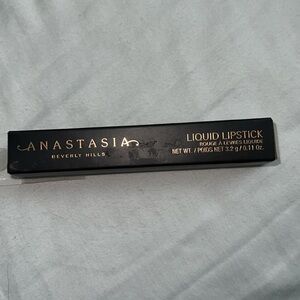 ANASTASIA
BEVERLY HILLS
LIQUID LIPSTICK
ROUGE À LÈVRES LIQUIDE
NET WT. / POIDS NET 3.2 g / 0.11 Oz.